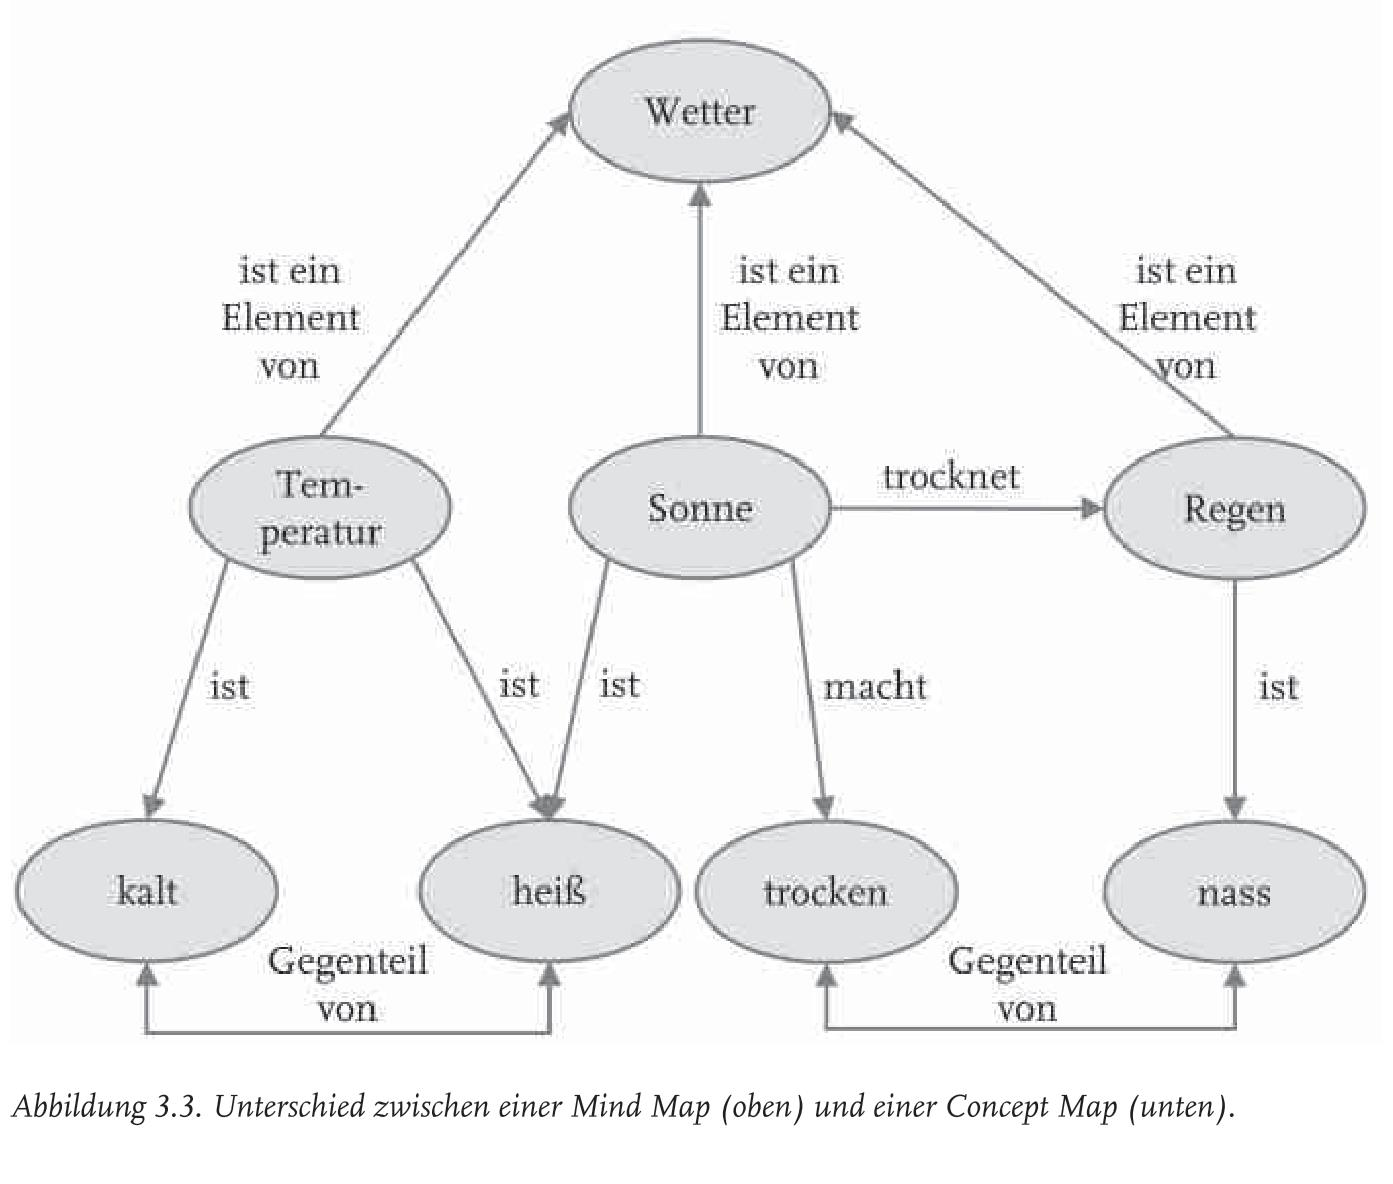 Wetter
ist ein
Element
von
ist ein
Element
von
ist ein
Element
von
Tem-
peratur
Sonne
trocknet
Regen
ist
ist
ist
macht
ist
kalt
heiß
trocken
nass
Gegenteil
von
Gegenteil
von
Abbildung 3.3. Unterschied zwischen einer Mind Map (oben) und einer Concept Map (unten).